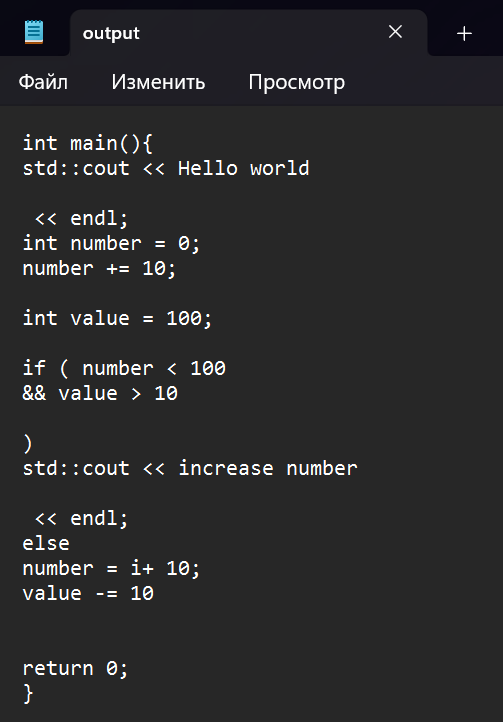 output
Файл Изменить Просмотр
int main(){
std::cout << Hello world
<< endl;
int number = 0;
number += 10;
int value = 100;
if ( number < 100
&& value > 10
)
std::cout << increase number
<< endl;
else
number = i+ 10;
value -= 10
return 0;
}